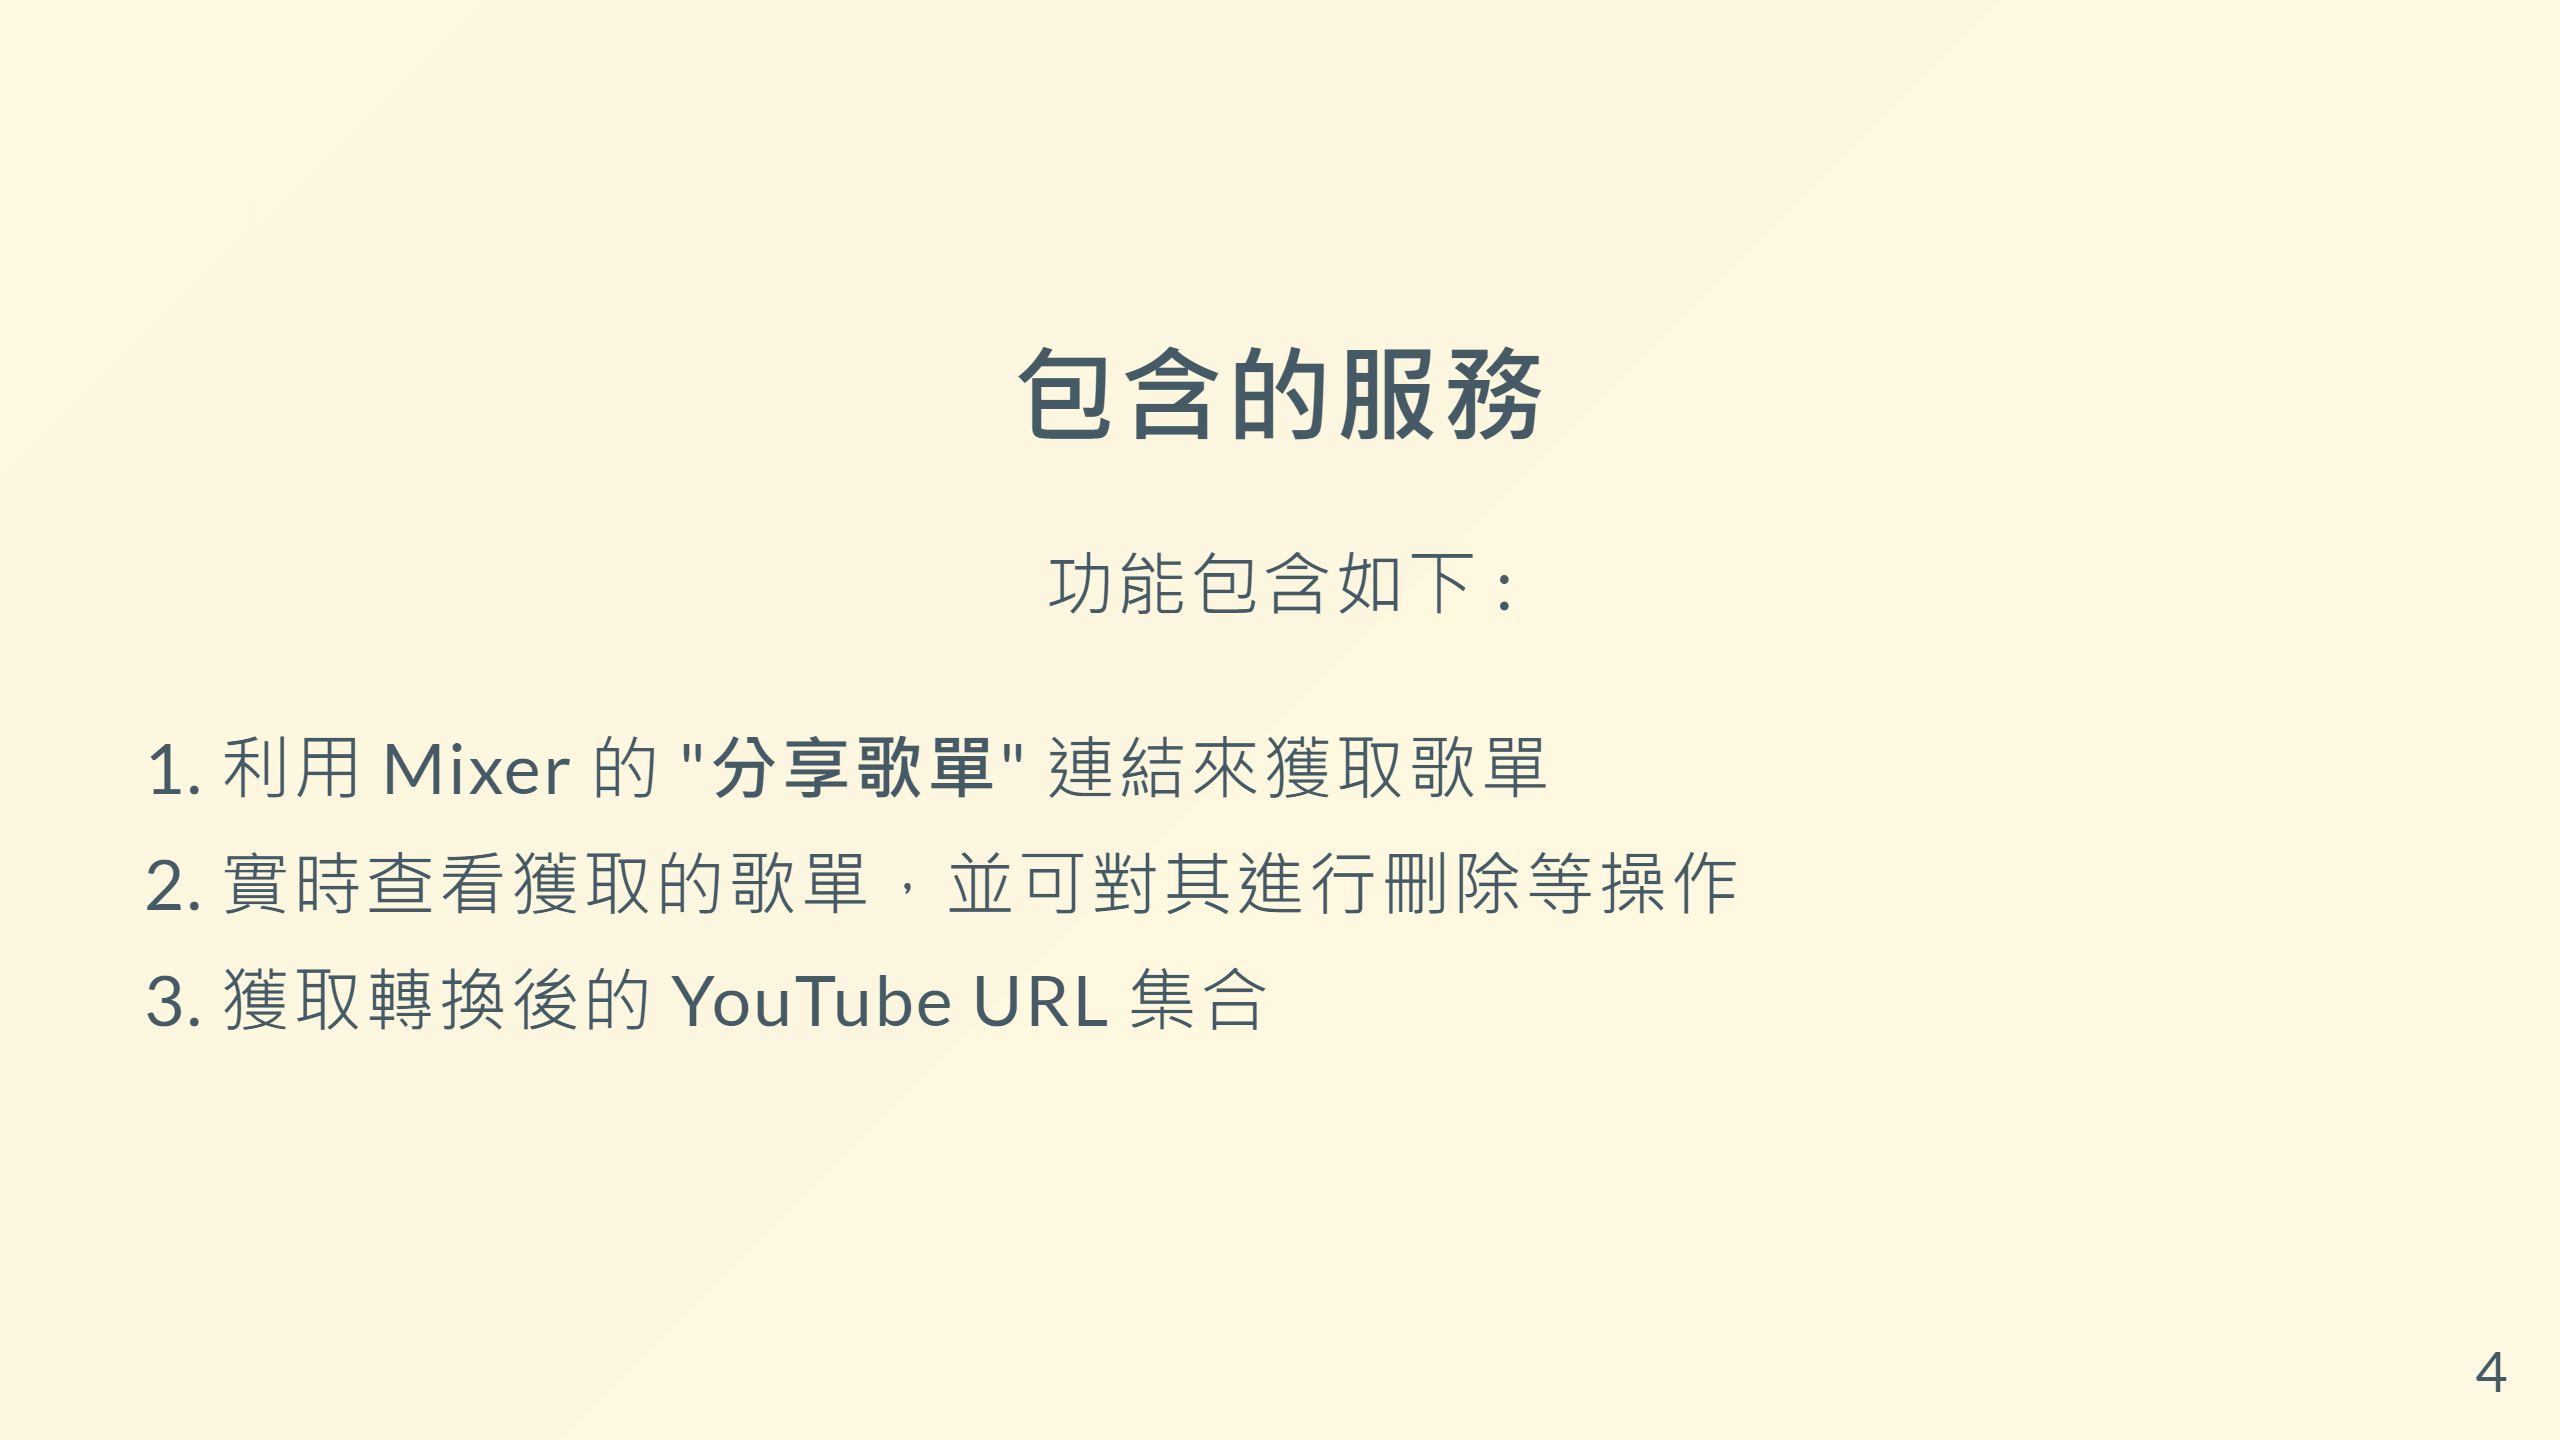 包含的服務
功能包含如下 :
1. 利用 Mixer 的 "分享歌單" 連結來獲取歌單
2. 實時查看獲取的歌單，並可對其進行刪除等操作
3. 獲取轉換後的 YouTube URL 集合
4